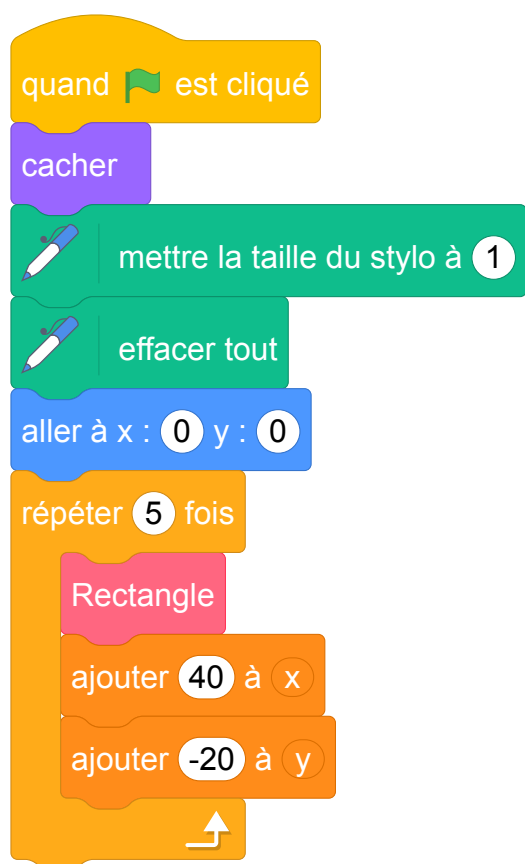 quand est cliqué
cacher
mettre la taille du stylo à 1
effacer tout
aller à x : 0 y : 0
répéter 5 fois
Rectangle
ajouter 40 à x
ajouter -20 à y